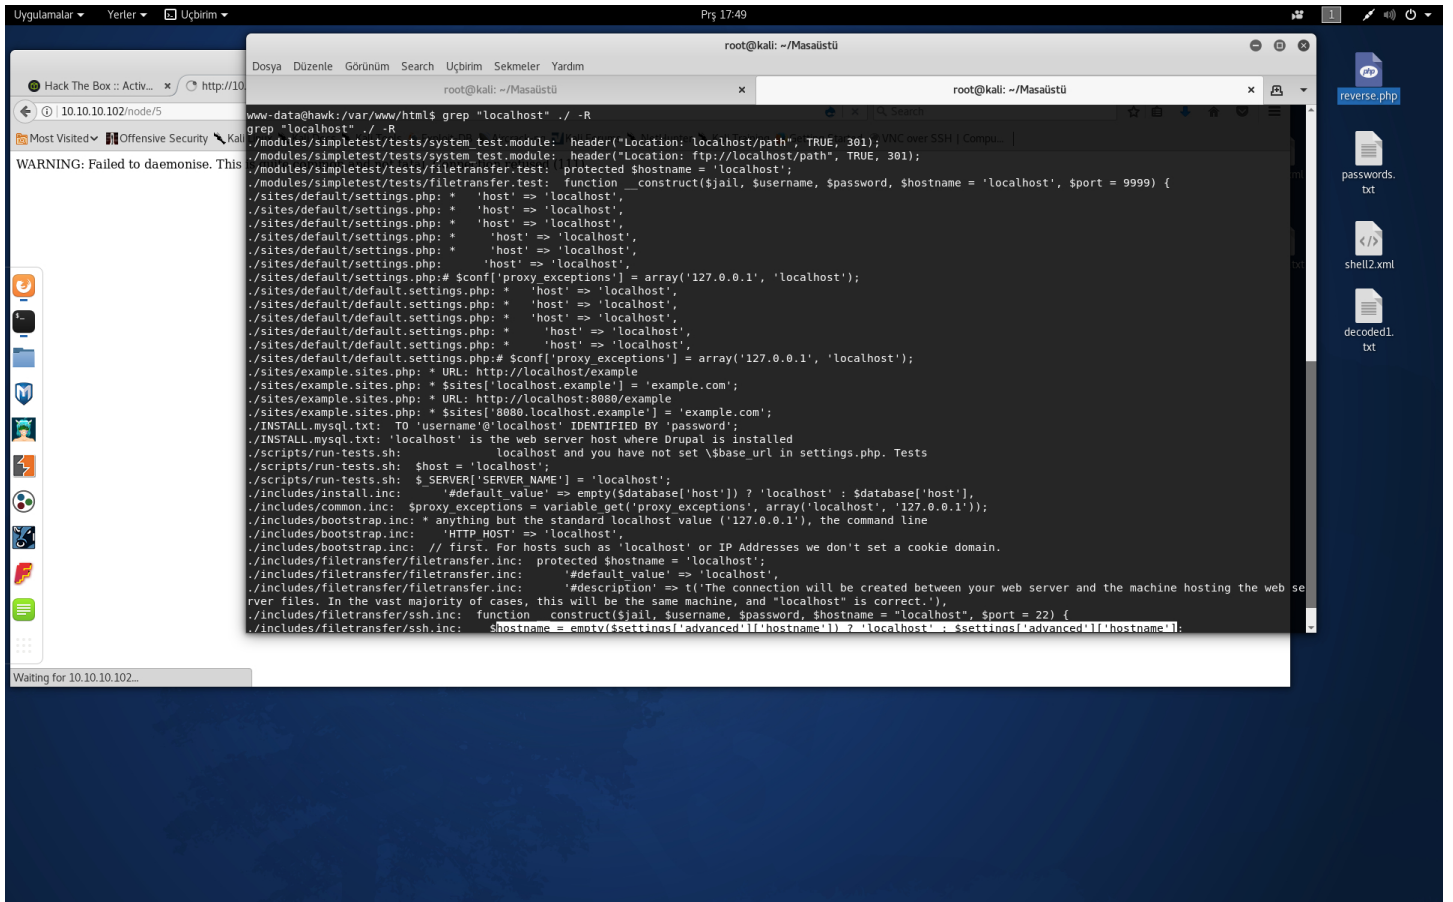 Uygulamalar Yerler Uçbirim Prş 17:49 1
root@kali: ~/Masaüstü
Dosya Düzenle Görünüm Search Uçbirim Sekmeler Yardım
root@kali: ~/Masaüstü × root@kali: ~/Masaüstü ×
Hack The Box :: Activ... × http://10.
10.10.10.102/node/5 Search
Most Visited Offensive Security Kali
VNC over SSH | Compu...
WARNING: Failed to daemonise. This
www-data@hawk:/var/www/html$ grep "localhost" ./ -R
grep "localhost" ./ -R
./modules/simpletest/tests/system_test.module:  header("Location: localhost/path", TRUE, 301);
./modules/simpletest/tests/system_test.module:  header("Location: ftp://localhost/path", TRUE, 301);
./modules/simpletest/tests/filetransfer.test:  protected $hostname = 'localhost';
./modules/simpletest/tests/filetransfer.test:  function __construct($jail, $username, $password, $hostname = 'localhost', $port = 9999) {
./sites/default/settings.php: *   'host' => 'localhost',
./sites/default/settings.php: *   'host' => 'localhost',
./sites/default/settings.php: *   'host' => 'localhost',
./sites/default/settings.php: *     'host' => 'localhost',
./sites/default/settings.php: *     'host' => 'localhost',
./sites/default/settings.php:      'host' => 'localhost',
./sites/default/settings.php:# $conf['proxy_exceptions'] = array('127.0.0.1', 'localhost');
./sites/default/default.settings.php: *   'host' => 'localhost',
./sites/default/default.settings.php: *   'host' => 'localhost',
./sites/default/default.settings.php: *   'host' => 'localhost',
./sites/default/default.settings.php: *     'host' => 'localhost',
./sites/default/default.settings.php: *     'host' => 'localhost',
./sites/default/default.settings.php:# $conf['proxy_exceptions'] = array('127.0.0.1', 'localhost');
./sites/example.sites.php: * URL: http://localhost/example
./sites/example.sites.php: * $sites['localhost.example'] = 'example.com';
./sites/example.sites.php: * URL: http://localhost:8080/example
./sites/example.sites.php: * $sites['8080.localhost.example'] = 'example.com';
./INSTALL.mysql.txt:  TO 'username'@'localhost' IDENTIFIED BY 'password';
./INSTALL.mysql.txt: 'localhost' is the web server host where Drupal is installed
./scripts/run-tests.sh:              localhost and you have not set \$base_url in settings.php. Tests
./scripts/run-tests.sh:  $host = 'localhost';
./scripts/run-tests.sh:  $_SERVER['SERVER_NAME'] = 'localhost';
./includes/install.inc:      '#default_value' => empty($database['host']) ? 'localhost' : $database['host'],
./includes/common.inc:  $proxy_exceptions = variable_get('proxy_exceptions', array('localhost', '127.0.0.1'));
./includes/bootstrap.inc: * anything but the standard localhost value ('127.0.0.1'), the command line
./includes/bootstrap.inc:    'HTTP_HOST' => 'localhost',
./includes/bootstrap.inc:  // first. For hosts such as 'localhost' or IP Addresses we don't set a cookie domain.
./includes/filetransfer/filetransfer.inc:  protected $hostname = 'localhost';
./includes/filetransfer/filetransfer.inc:      '#default_value' => 'localhost',
./includes/filetransfer/filetransfer.inc:      '#description' => t('The connection will be created between your web server and the machine hosting the web se
rver files. In the vast majority of cases, this will be the same machine, and "localhost" is correct.'),
./includes/filetransfer/ssh.inc:  function __construct($jail, $username, $password, $hostname = "localhost", $port = 22) {
./includes/filetransfer/ssh.inc:    $hostname = empty($settings['advanced']['hostname']) ? 'localhost' : $settings['advanced']['hostname'];
Waiting for 10.10.10.102...
php
reverse.php
passwords.
txt
shell2.xml
decoded1.
txt